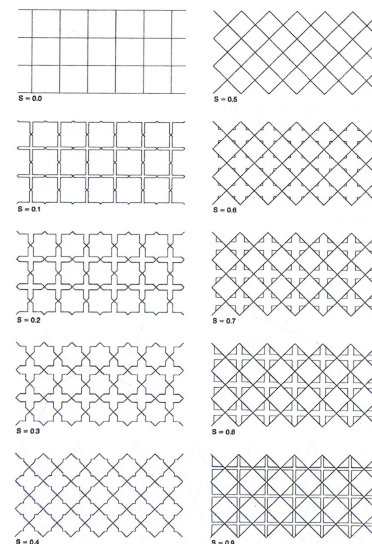 S = 0.0
S = 0.1
S = 0.2
S = 0.3
S = 0.4
S = 0.5
S = 0.6
S = 0.7
S = 0.8
S = 0.9